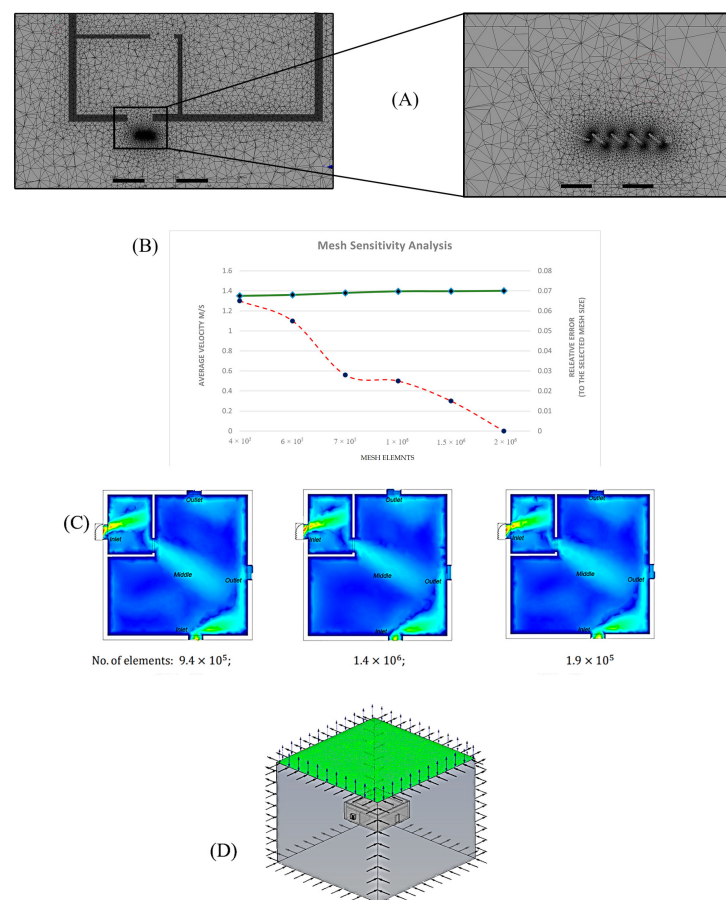 (A)
(B)
Mesh Sensitivity Analysis
AVERAGE VELOCITY M/S
1.6
1.4
1.2
1
0.8
0.6
0.4
0.2
0
0.08
0.07
0.06
0.05
0.04
0.03
0.02
0.01
0
RELEATIVE ERROR
(TO THE SELECTED MESH SIZE)
4 × 10⁵ 6 × 10⁵ 7 × 10⁵ 1 × 10⁶ 1.5 × 10⁶ 2 × 10⁶
MESH ELEMNTS
(C)
Outlet
Inlet
Middle
Outlet
Inlet
Outlet
Inlet
Middle
Outlet
Inlet
Outlet
Inlet
Middle
Outlet
Inlet
No. of elements: 9.4 × 10⁵; 1.4 × 10⁶; 1.9 × 10⁵
(D)